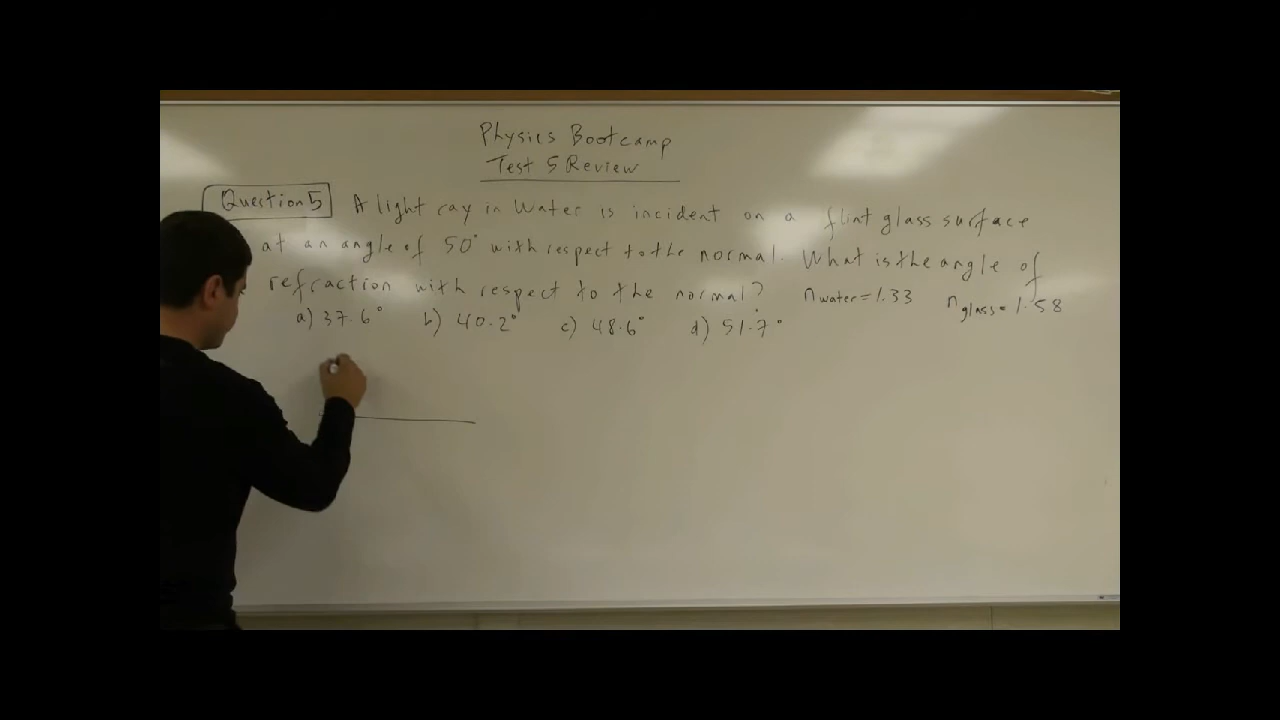 Physics Bootcamp
Test 5 Review
Question 5 A light ray in Water is incident on a flint glass surface
at an angle of 50° with respect to the normal. What is the angle of
refraction with respect to the normal? n water = 1.33 n glass = 1.58
a) 37.6° b) 40.2° c) 48.6° d) 51.7°